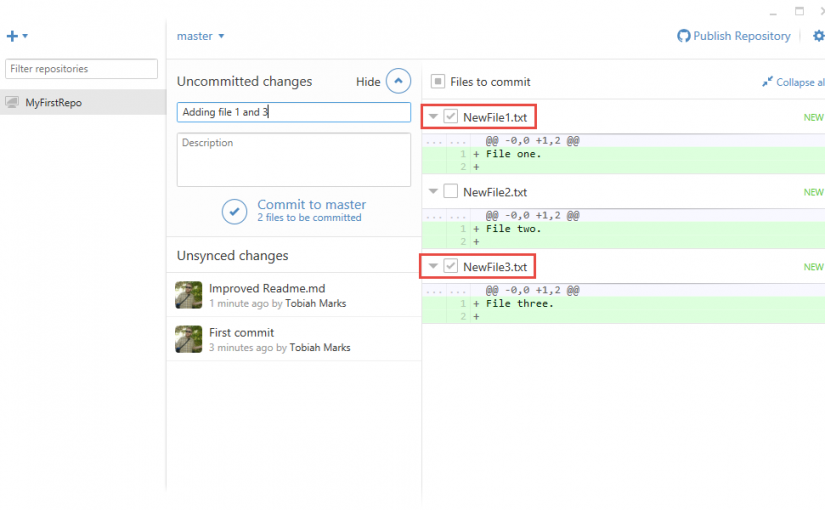 master
Publish Repository
Filter repositories
MyFirstRepo
Uncommitted changes
Hide
Adding file 1 and 3
Description
Commit to master
2 files to be committed
Unsynced changes
Improved Readme.md
1 minute ago by Tobiah Marks
First commit
3 minutes ago by Tobiah Marks
Files to commit
Collapse al
NewFile1.txt
NEW
... ... @@ -0,0 +1,2 @@
1 + File one.
2 +
NewFile2.txt
NEW
... ... @@ -0,0 +1,2 @@
1 + File two.
2 +
NewFile3.txt
NEW
... ... @@ -0,0 +1,2 @@
1 + File three.
2 +